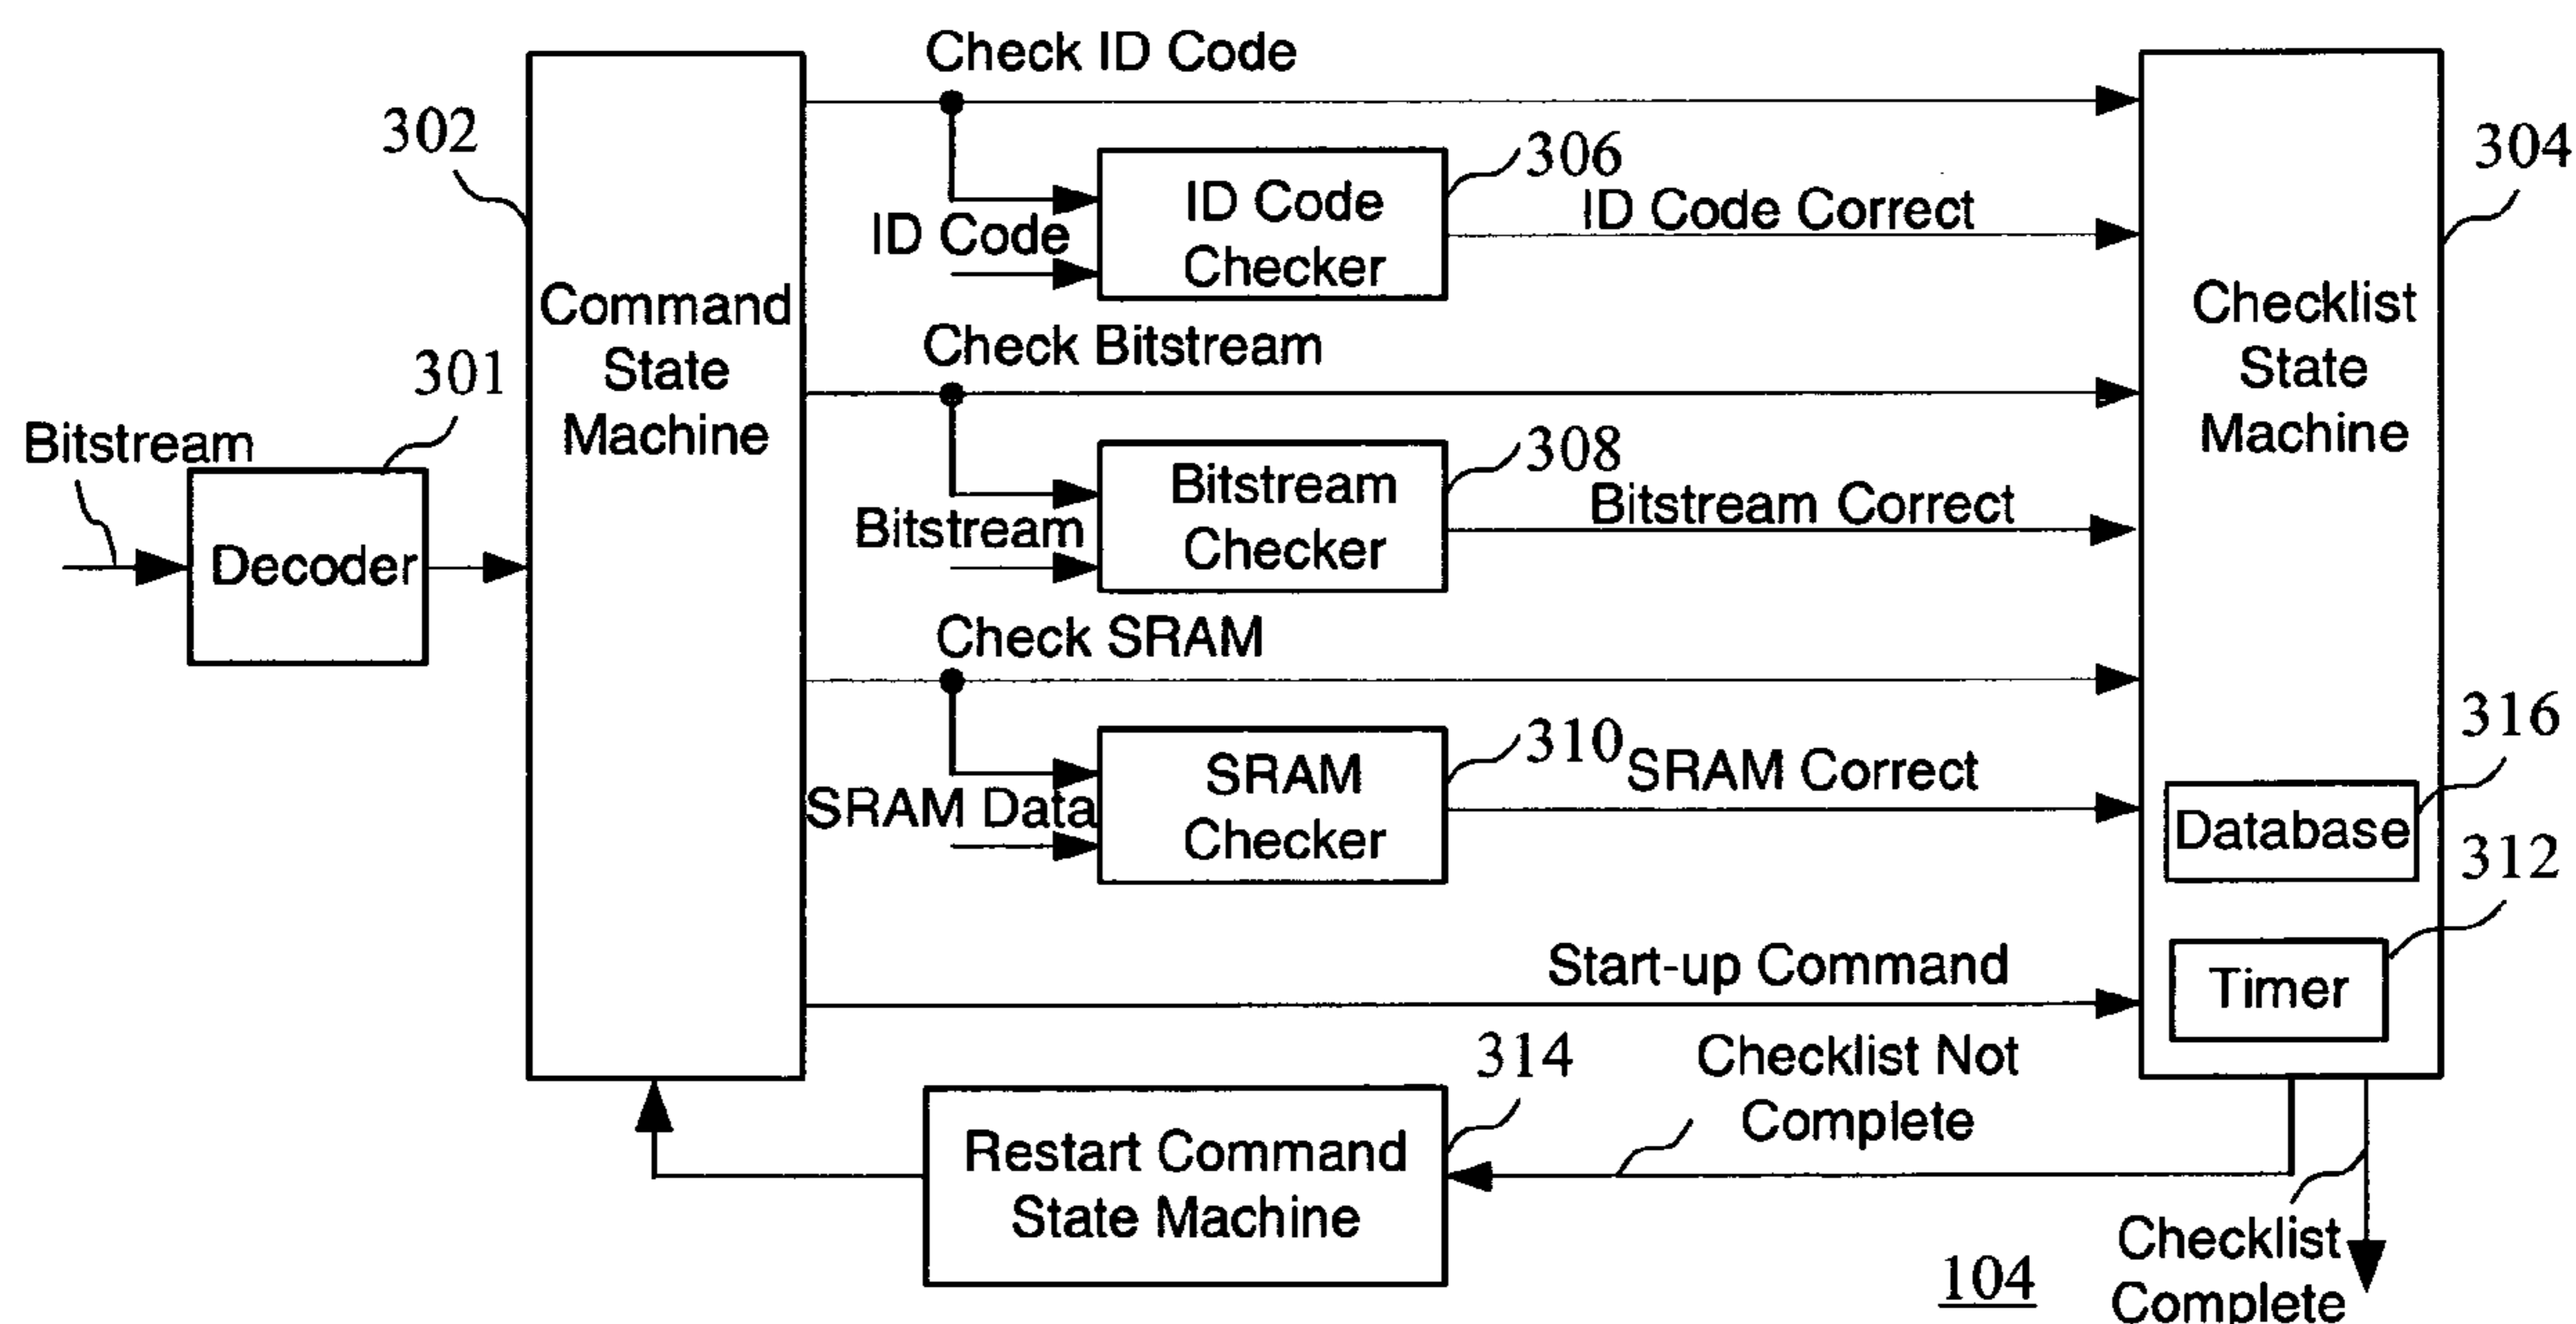 Check ID Code
302
306
304
ID Code Correct
ID Code
ID Code
Checker
Command
State
Machine
Checklist
State
Machine
Check Bitstream
301
Bitstream
308
Bitstream Correct
Bitstream
Bitstream
Checker
Decoder
Check SRAM
316
310
SRAM Correct
SRAM Data
SRAM
Checker
Database
312
Start-up Command
Timer
314
Checklist Not
Complete
Restart Command
State Machine
Checklist
Complete
104